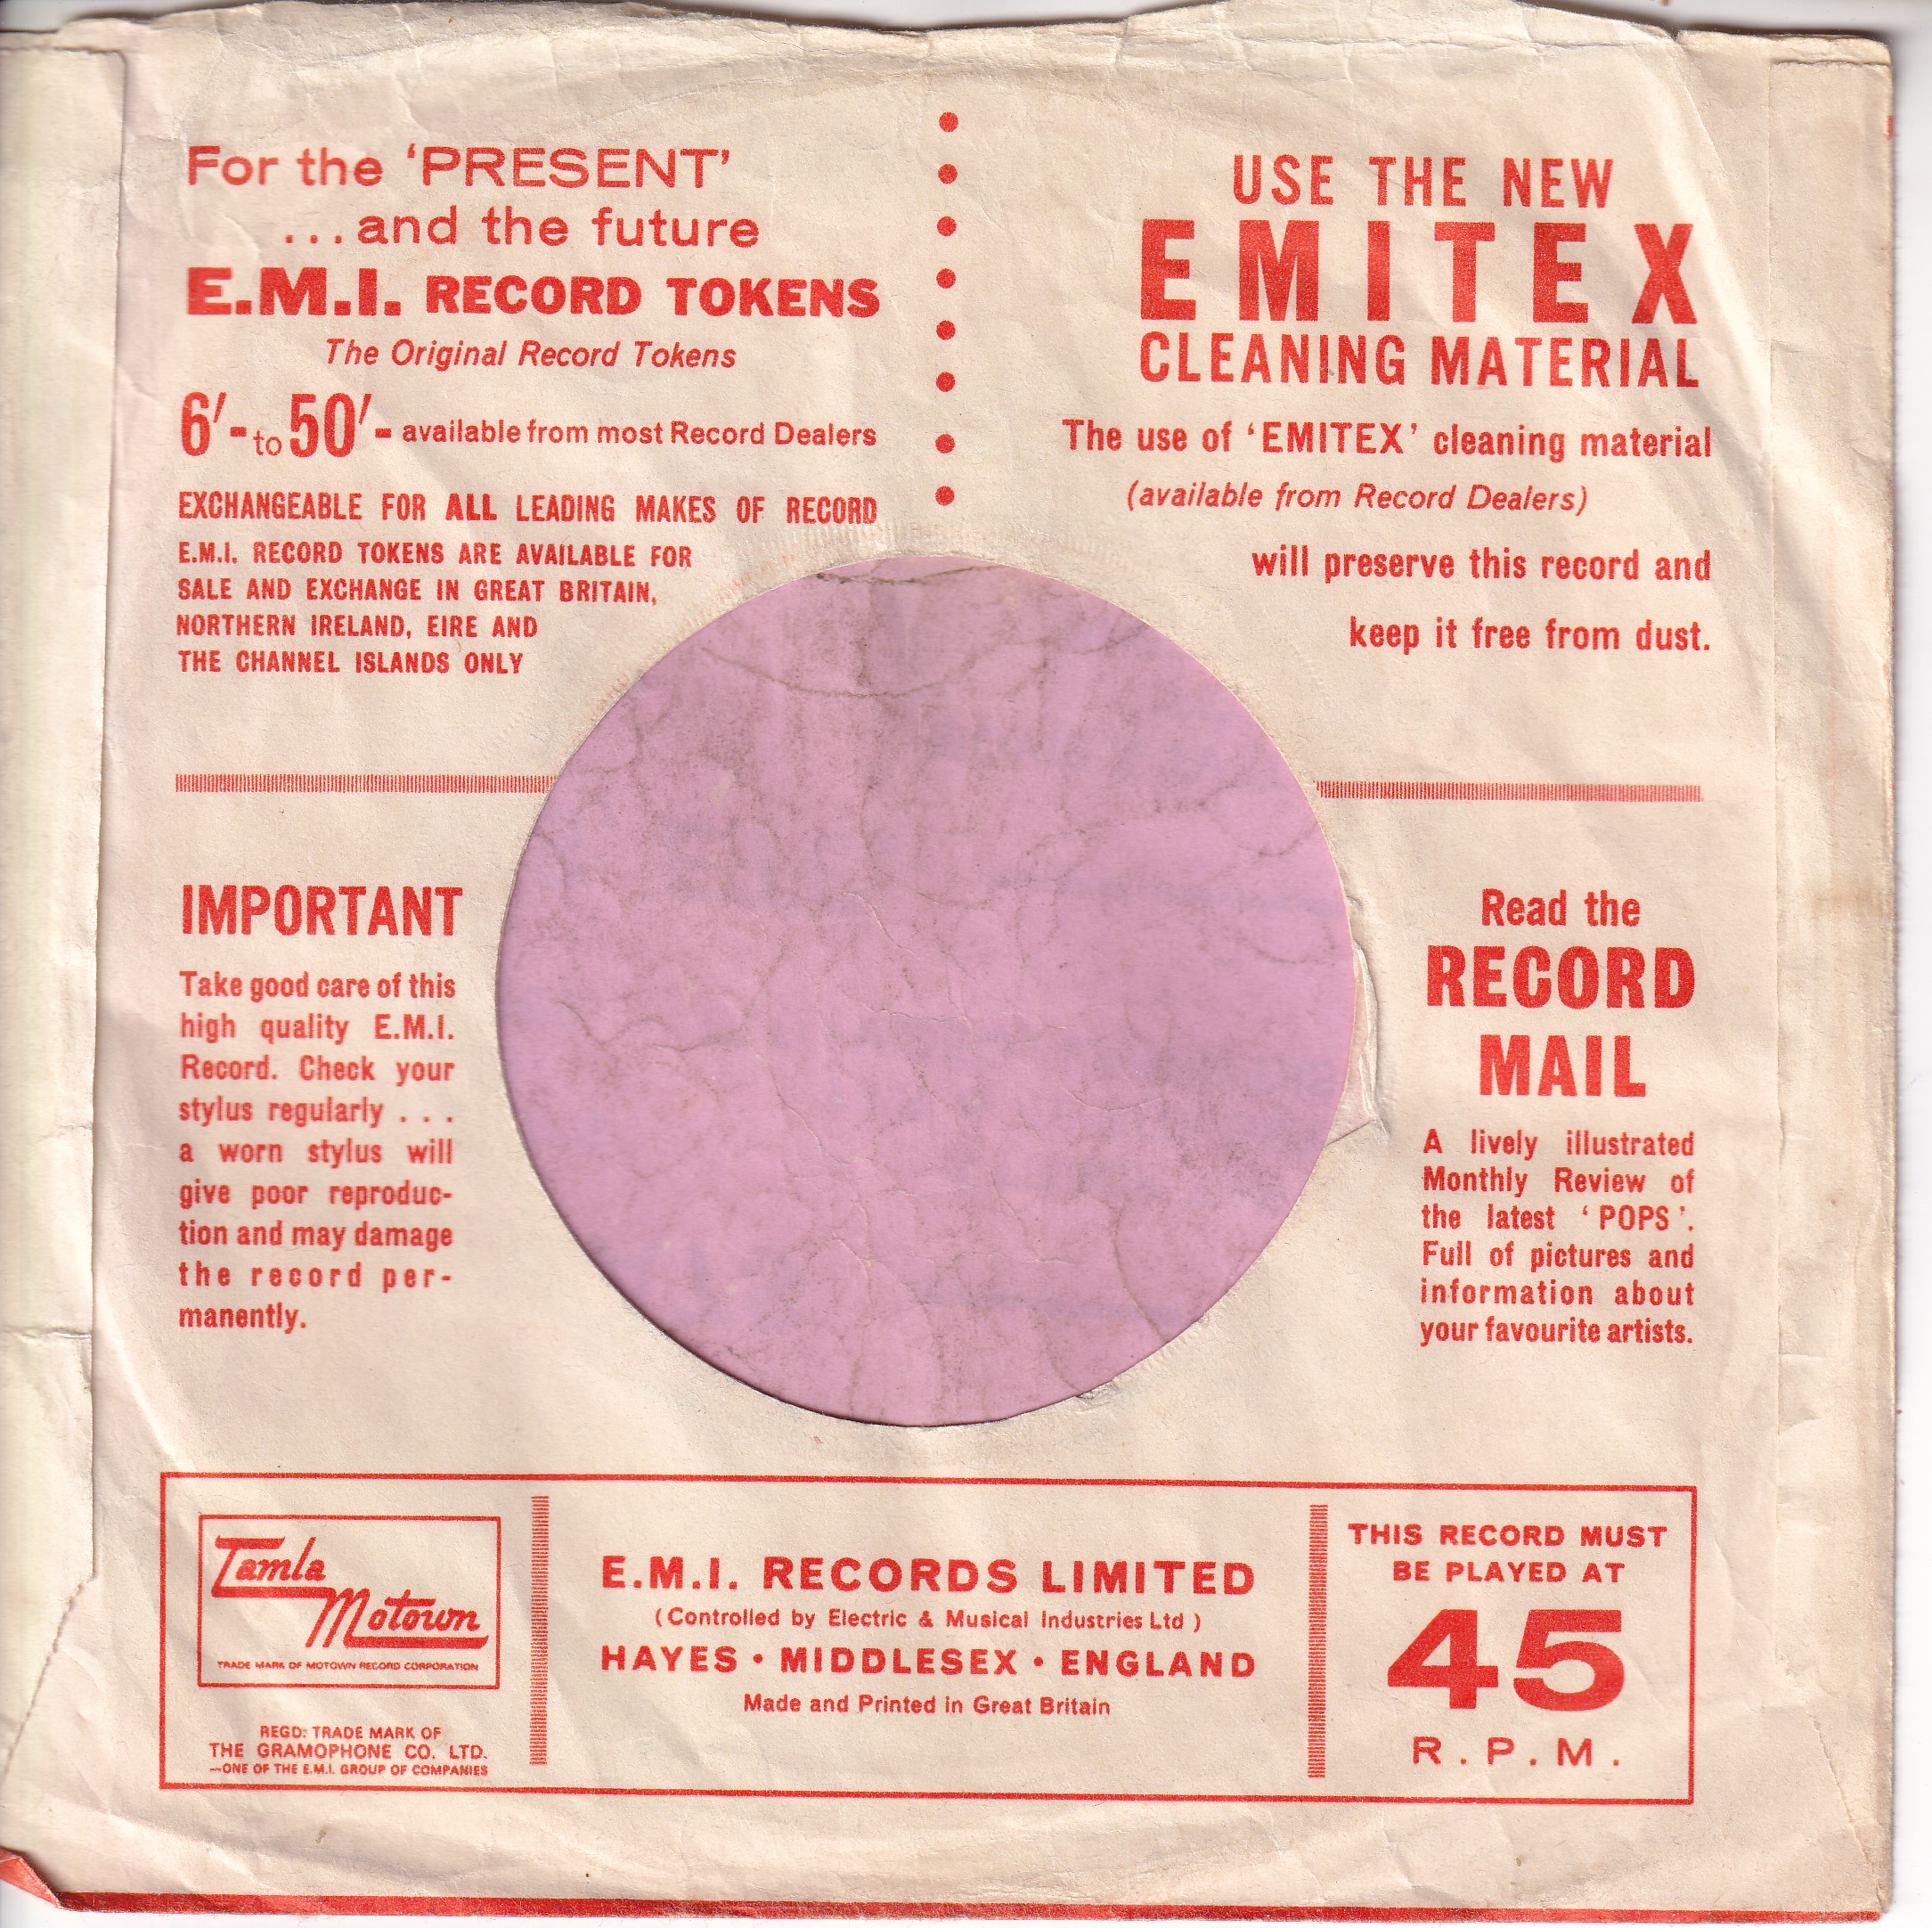 For the ‘PRESENT’
...and the future
E.M.I. RECORD TOKENS
The Original Record Tokens
6′- to 50′- available from most Record Dealers
EXCHANGEABLE FOR ALL LEADING MAKES OF RECORD
E.M.I. RECORD TOKENS ARE AVAILABLE FOR
SALE AND EXCHANGE IN GREAT BRITAIN,
NORTHERN IRELAND, EIRE AND
THE CHANNEL ISLANDS ONLY
USE THE NEW
EMITEX
CLEANING MATERIAL
The use of ‘EMITEX’ cleaning material
(available from Record Dealers)
will preserve this record and
keep it free from dust.
IMPORTANT
Take good care of this
high quality E.M.I.
Record. Check your
stylus regularly . . .
a worn stylus will
give poor reproduc-
tion and may damage
the record per-
manently.
Read the
RECORD
MAIL
A lively illustrated
Monthly Review of
the latest ‘POPS’.
Full of pictures and
information about
your favourite artists.
Tamla
Motown
TRADE MARK OF MOTOWN RECORD CORPORATION
REGD: TRADE MARK OF
THE GRAMOPHONE CO. LTD.
—ONE OF THE E.M.I. GROUP OF COMPANIES
E.M.I. RECORDS LIMITED
(Controlled by Electric & Musical Industries Ltd)
HAYES • MIDDLESEX • ENGLAND
Made and Printed in Great Britain
THIS RECORD MUST
BE PLAYED AT
45
R.P.M.